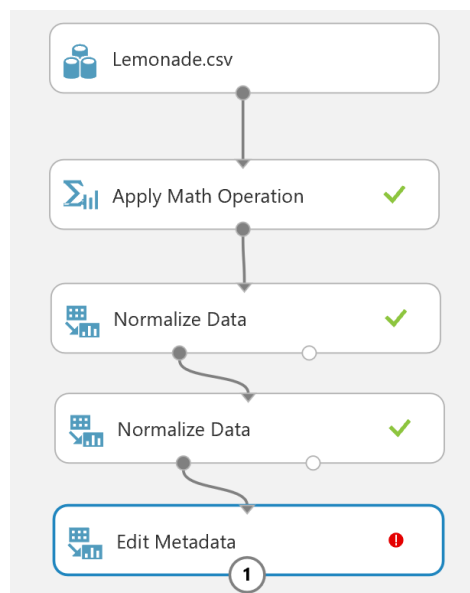 Lemonade.csv
Apply Math Operation
Normalize Data
Normalize Data
Edit Metadata
1